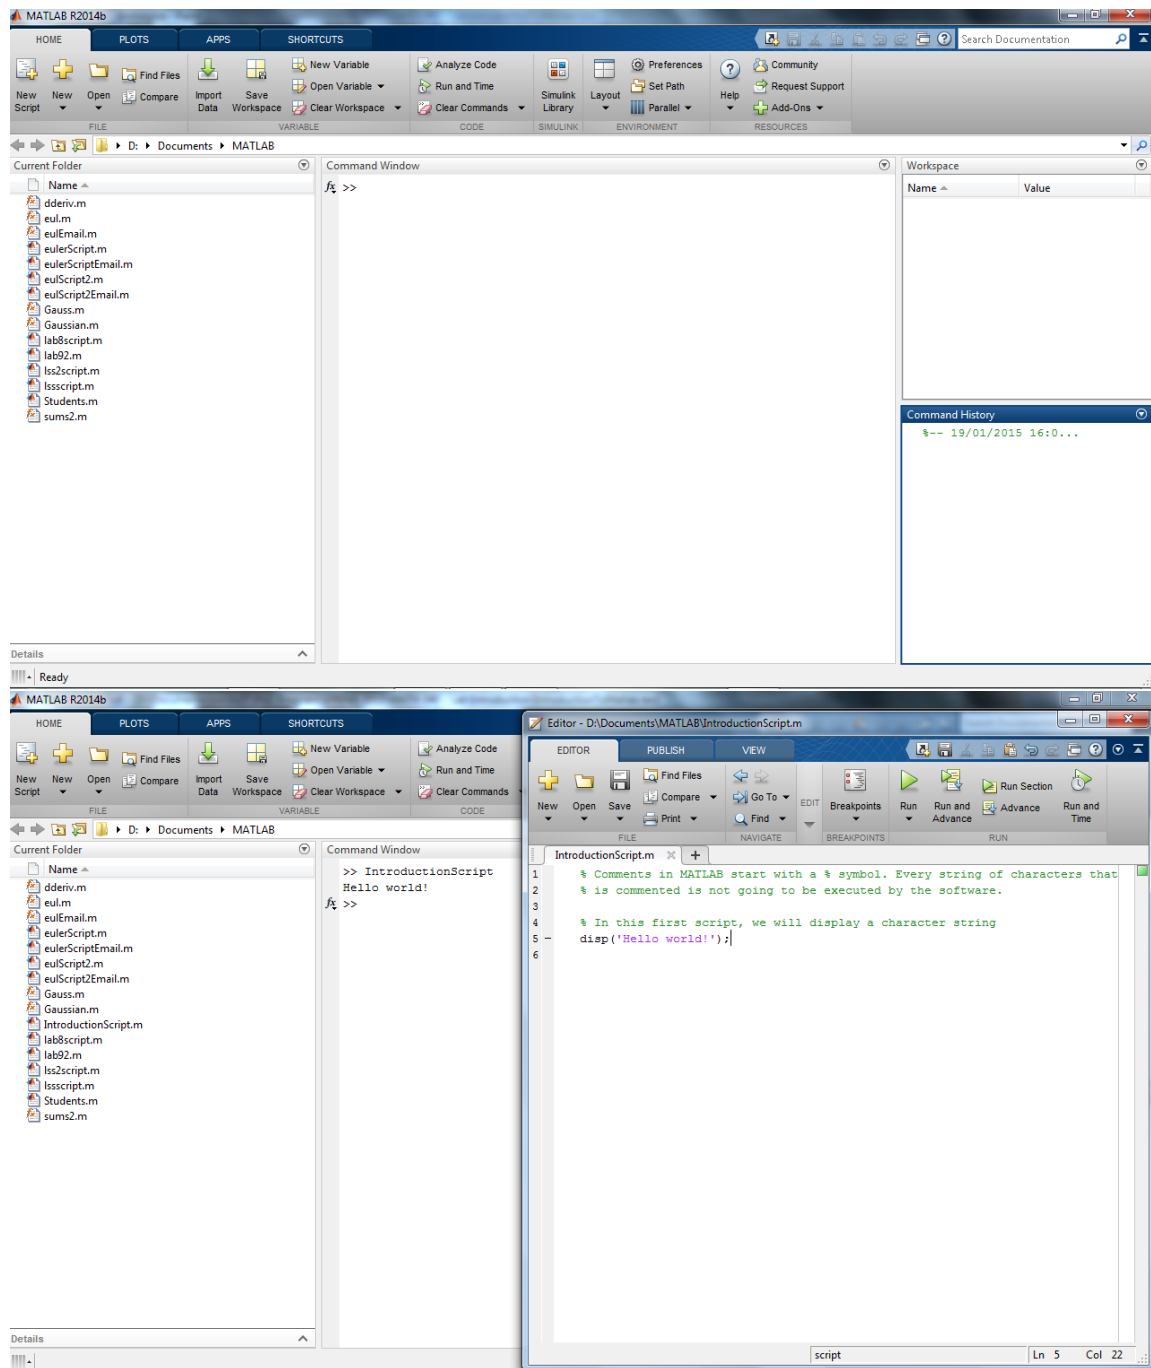 MATLAB R2014b
HOME PLOTS APPS SHORTCUTS
Search Documentation
New Script
New
Open
Find Files
Compare
Import Data
Save Workspace
New Variable
Open Variable
Clear Workspace
Analyze Code
Run and Time
Clear Commands
Simulink Library
Layout
Preferences
Set Path
Parallel
Help
Community
Request Support
Add-Ons
FILE VARIABLE CODE SIMULINK ENVIRONMENT RESOURCES
D: Documents MATLAB
Current Folder
Name
dderiv.m
eul.m
eulEmail.m
eulerScript.m
eulerScriptEmail.m
eulScript2.m
eulScript2Email.m
Gauss.m
Gaussian.m
lab8script.m
lab92.m
lss2script.m
lssscript.m
Students.m
sums2.m
Details
Ready
Command Window
fx >>
Workspace
Name Value
Command History
%-- 19/01/2015 16:0...
MATLAB R2014b
HOME PLOTS APPS SHORTCUTS
New Script
New
Open
Find Files
Compare
Import Data
Save Workspace
New Variable
Open Variable
Clear Workspace
Analyze Code
Run and Time
Clear Commands
FILE VARIABLE CODE
D: Documents MATLAB
Current Folder
Name
dderiv.m
eul.m
eulEmail.m
eulerScript.m
eulerScriptEmail.m
eulScript2.m
eulScript2Email.m
Gauss.m
Gaussian.m
IntroductionScript.m
lab8script.m
lab92.m
lss2script.m
lssscript.m
Students.m
sums2.m
Details
Command Window
>> IntroductionScript
Hello world!
fx >>
Editor - D:\Documents\MATLAB\IntroductionScript.m
EDITOR PUBLISH VIEW
New
Open
Save
Find Files
Compare
Print
Go To
Find
EDIT
Breakpoints
Run
Run and Advance
Run Section
Advance
Run and Time
FILE NAVIGATE BREAKPOINTS RUN
IntroductionScript.m
1 % Comments in MATLAB start with a % symbol. Every string of characters that
2 % is commented is not going to be executed by the software.
3
4 % In this first script, we will display a character string
5 - disp('Hello world!');
6
script Ln 5 Col 22